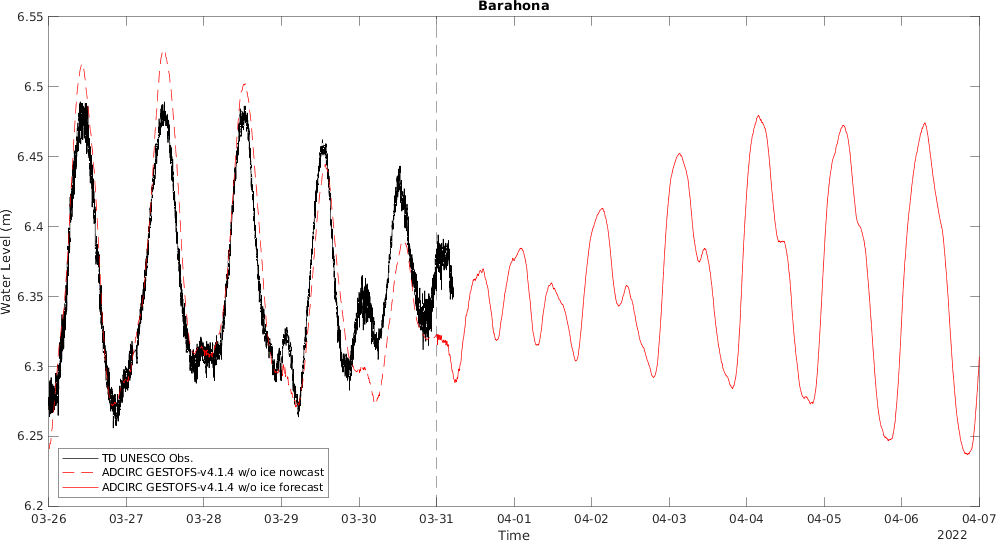 Barahona
6.55
6.5
6.45
6.4
6.35
6.3
6.25
6.2
Water Level (m)
TD UNESCO Obs.
ADCIRC GESTOFS-v4.1.4 w/o ice nowcast
ADCIRC GESTOFS-v4.1.4 w/o ice forecast
03-26 03-27 03-28 03-29 03-30 03-31 04-01 04-02 04-03 04-04 04-05 04-06 04-07
Time
2022